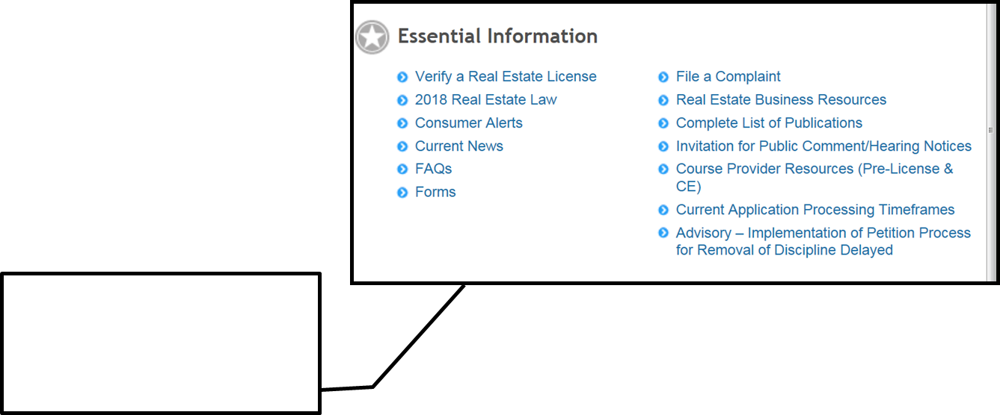 Essential Information
Verify a Real Estate License
2018 Real Estate Law
Consumer Alerts
Current News
FAQs
Forms
File a Complaint
Real Estate Business Resources
Complete List of Publications
Invitation for Public Comment/Hearing Notices
Course Provider Resources (Pre-License &
CE)
Current Application Processing Timeframes
Advisory – Implementation of Petition Process
for Removal of Discipline Delayed